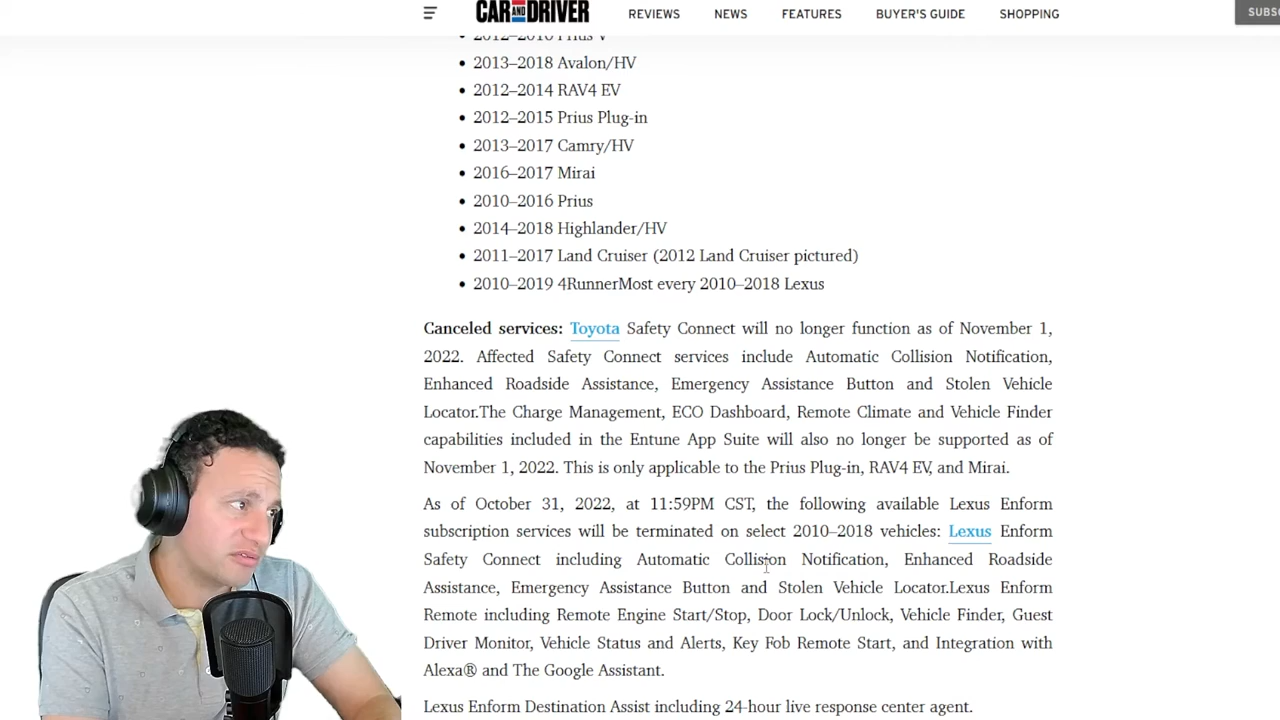 CAR AND DRIVER
REVIEWS NEWS FEATURES BUYER'S GUIDE SHOPPING
SUBSC
2012–2016 Prius V
2013–2018 Avalon/HV
2012–2014 RAV4 EV
2012–2015 Prius Plug-in
2013–2017 Camry/HV
2016–2017 Mirai
2010–2016 Prius
2014–2018 Highlander/HV
2011–2017 Land Cruiser (2012 Land Cruiser pictured)
2010–2019 4RunnerMost every 2010–2018 Lexus
Canceled services: Toyota Safety Connect will no longer function as of November 1,
2022. Affected Safety Connect services include Automatic Collision Notification,
Enhanced Roadside Assistance, Emergency Assistance Button and Stolen Vehicle
Locator.The Charge Management, ECO Dashboard, Remote Climate and Vehicle Finder
capabilities included in the Entune App Suite will also no longer be supported as of
November 1, 2022. This is only applicable to the Prius Plug-in, RAV4 EV, and Mirai.
As of October 31, 2022, at 11:59PM CST, the following available Lexus Enform
subscription services will be terminated on select 2010–2018 vehicles: Lexus Enform
Safety Connect including Automatic Collision Notification, Enhanced Roadside
Assistance, Emergency Assistance Button and Stolen Vehicle Locator.Lexus Enform
Remote including Remote Engine Start/Stop, Door Lock/Unlock, Vehicle Finder, Guest
Driver Monitor, Vehicle Status and Alerts, Key Fob Remote Start, and Integration with
Alexa® and The Google Assistant.
Lexus Enform Destination Assist including 24-hour live response center agent.